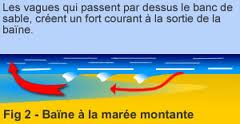 Les vagues qui passent par dessus le banc de
sable, créent un fort courant à la sortie de la
baïne.
Fig 2 - Baïne à la marée montante